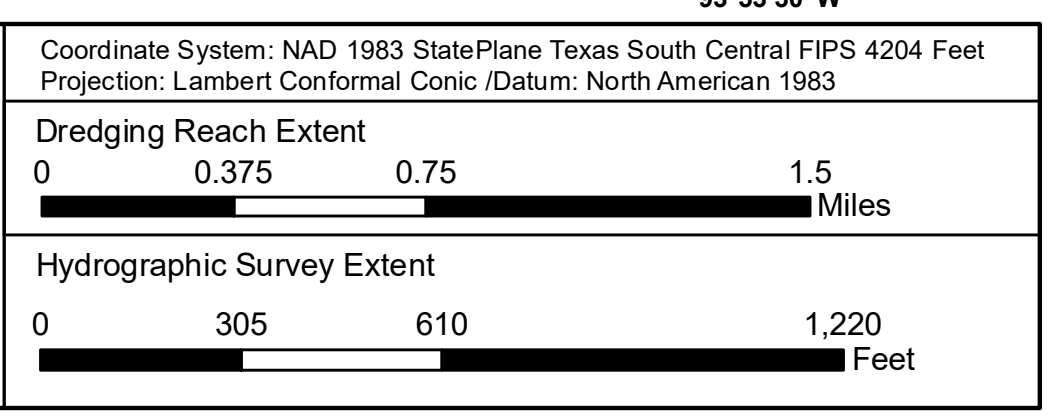 Coordinate System: NAD 1983 StatePlane Texas South Central FIPS 4204 Feet
Projection: Lambert Conformal Conic /Datum: North American 1983
Dredging Reach Extent
0 0.375 0.75 1.5
Miles
Hydrographic Survey Extent
0 305 610 1,220
Feet